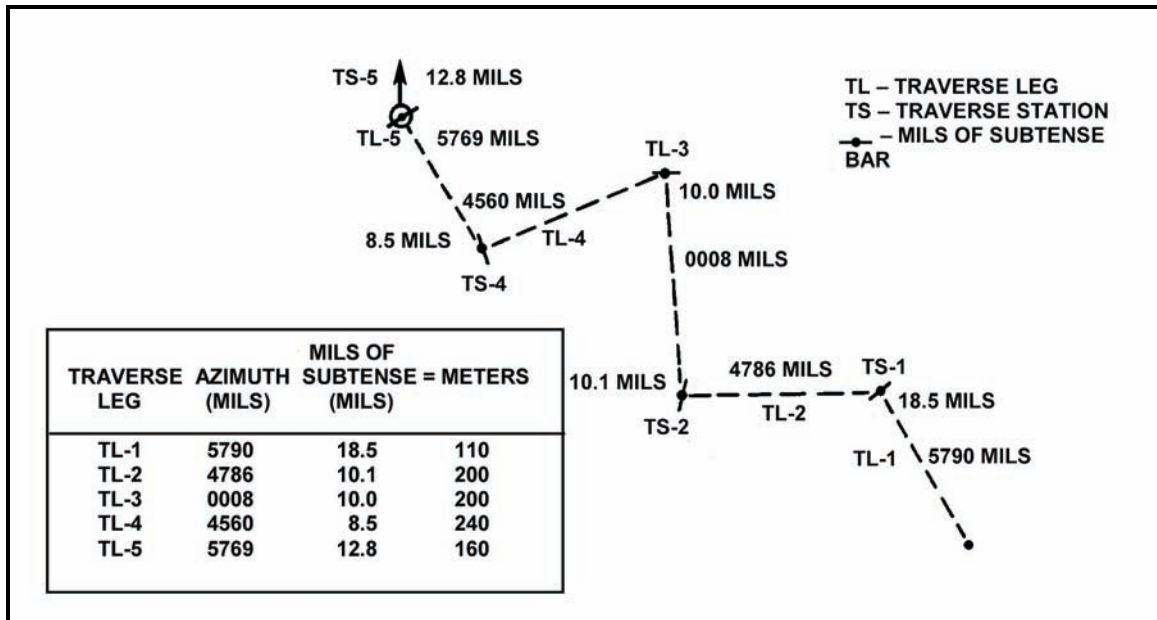 TS-5 12.8 MILS
TL-5 5769 MILS
TL – TRAVERSE LEG
TS – TRAVERSE STATION
– MILS OF SUBTENSE
BAR
TL-3
10.0 MILS
4560 MILS
TL-4
8.5 MILS
TS-4
0008 MILS
10.1 MILS
TS-2
4786 MILS
TL-2
TS-1
18.5 MILS
TL-1
5790 MILS
MILS OF
TRAVERSE AZIMUTH SUBTENSE = METERS
LEG (MILS) (MILS)
TL-1 5790 18.5 110
TL-2 4786 10.1 200
TL-3 0008 10.0 200
TL-4 4560 8.5 240
TL-5 5769 12.8 160